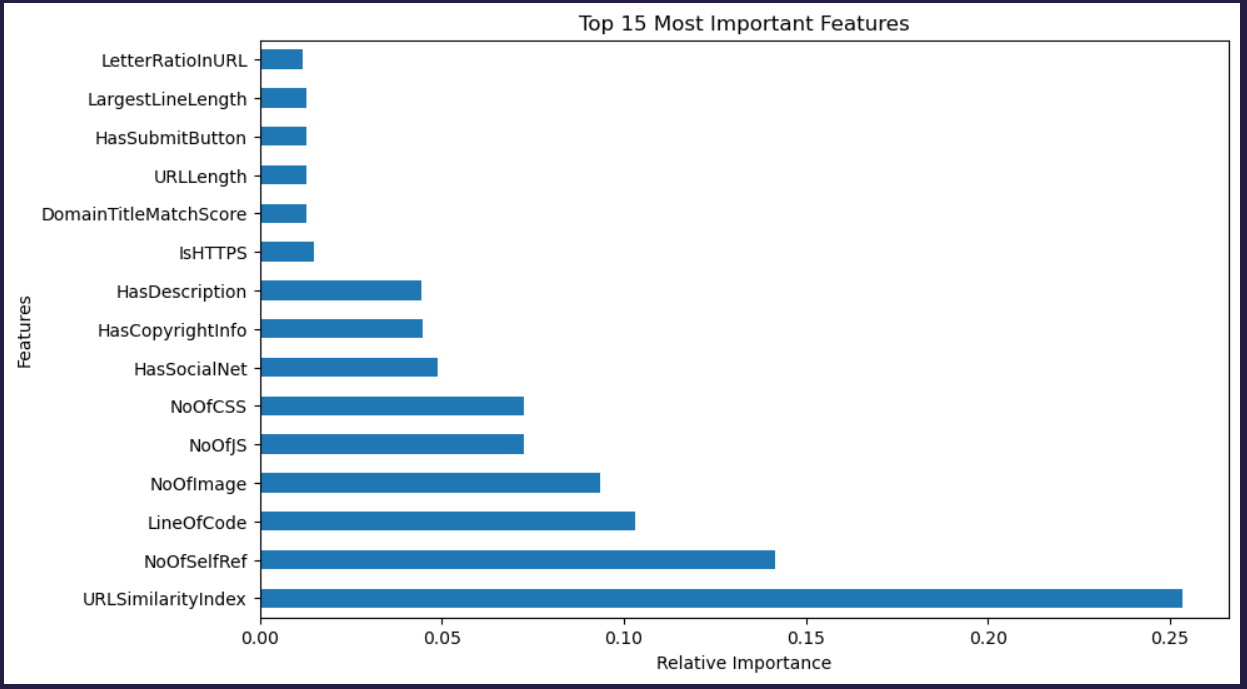 Top 15 Most Important Features
LetterRatioInURL
LargestLineLength
HasSubmitButton
URLLength
DomainTitleMatchScore
IsHTTPS
HasDescription
HasCopyrightInfo
HasSocialNet
NoOfCSS
NoOfJS
NoOfImage
LineOfCode
NoOfSelfRef
URLSimilarityIndex
Features
0.00 0.05 0.10 0.15 0.20 0.25
Relative Importance